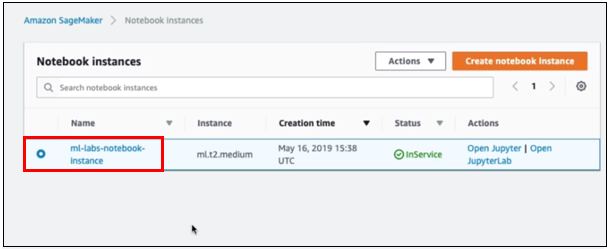 Amazon SageMaker > Notebook instances
Notebook instances
Actions
Create notebook instance
Search notebook instances
1
Name Instance Creation time Status Actions
ml-labs-notebook-instance ml.t2.medium May 16, 2019 15:38 UTC InService Open Jupyter | Open JupyterLab